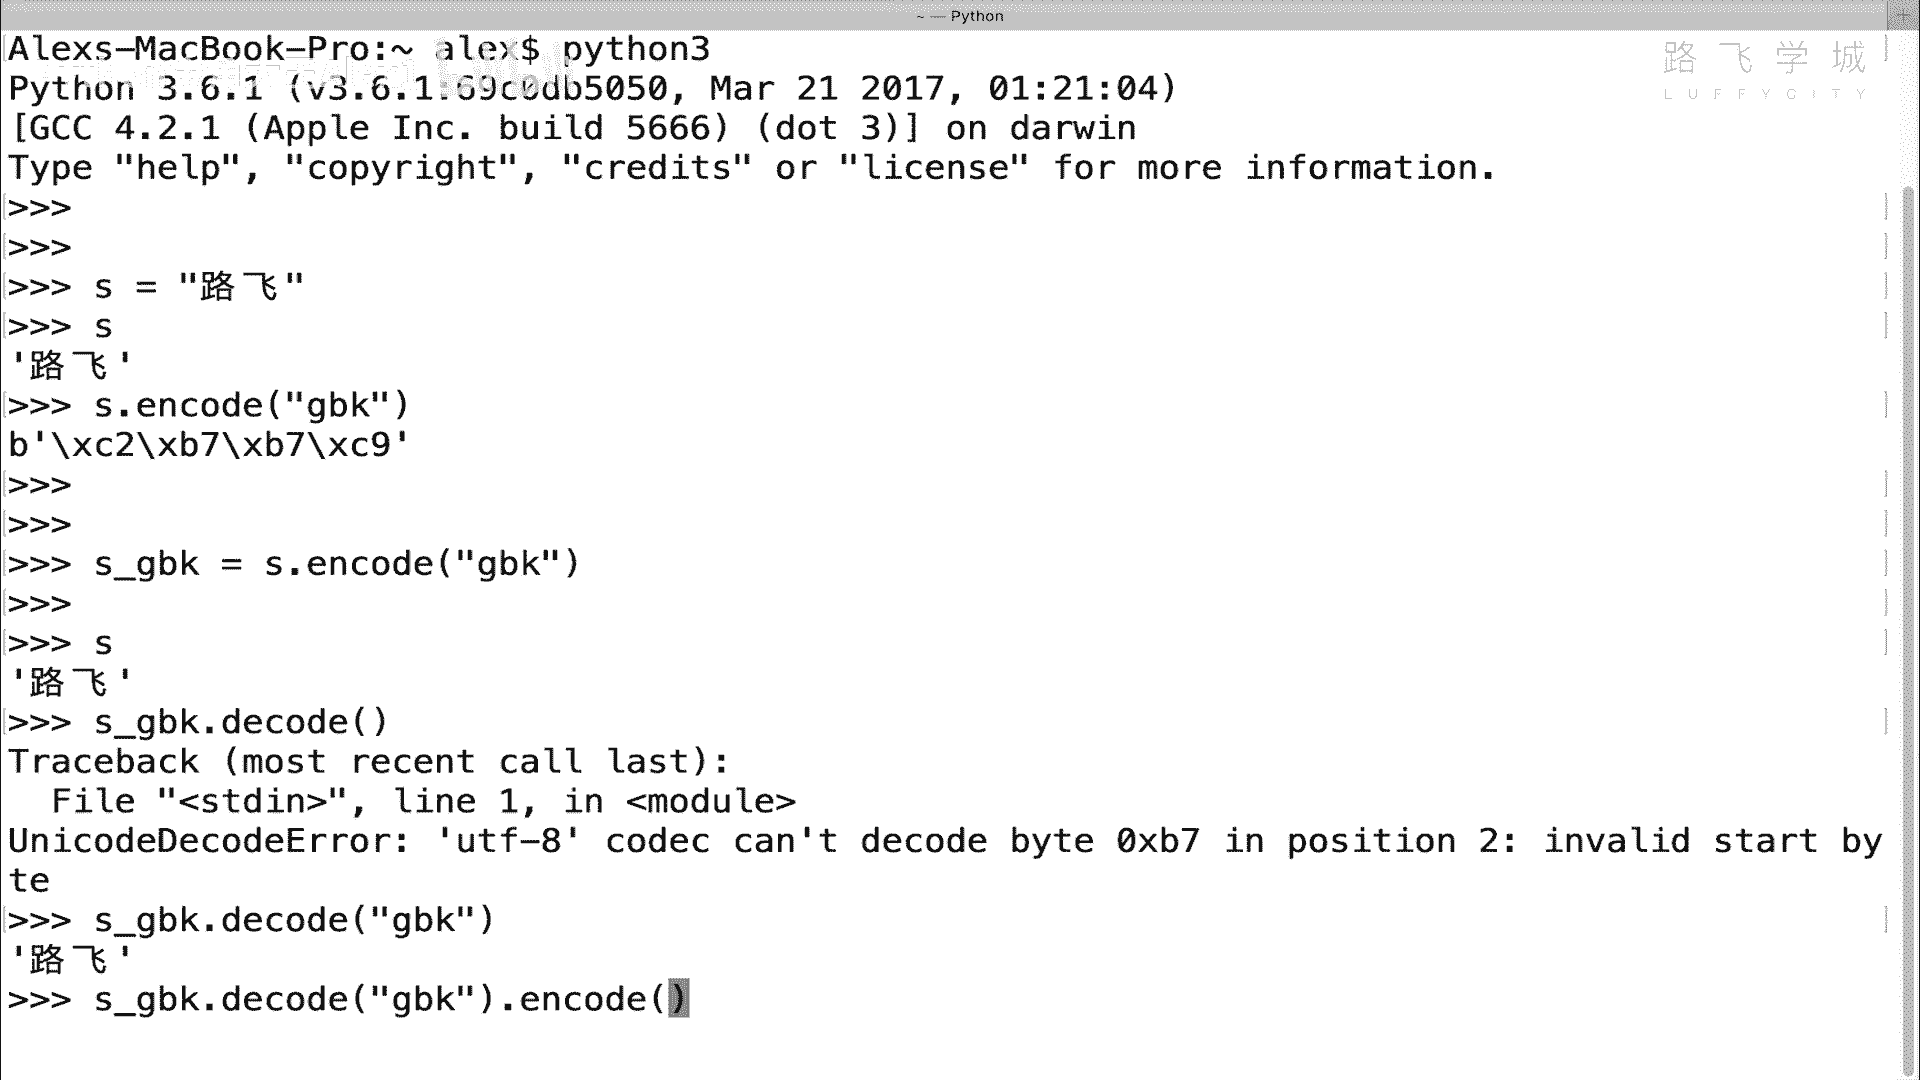 ~ — Python
Alexs-MacBook-Pro:~ alex$ python3
Python 3.6.1 (v3.6.1:69c0db5050, Mar 21 2017, 01:21:04)
[GCC 4.2.1 (Apple Inc. build 5666) (dot 3)] on darwin
Type "help", "copyright", "credits" or "license" for more information.
>>>
>>>
>>> s = "路飞"
>>> s
'路飞'
>>> s.encode("gbk")
b'\xc2\xb7\xb7\xc9'
>>>
>>>
>>> s_gbk = s.encode("gbk")
>>>
>>> s
'路飞'
>>> s_gbk.decode()
Traceback (most recent call last):
  File "<stdin>", line 1, in <module>
UnicodeDecodeError: 'utf-8' codec can't decode byte 0xb7 in position 2: invalid start by
te
>>> s_gbk.decode("gbk")
'路飞'
>>> s_gbk.decode("gbk").encode()
路飞学城
LUFFYCITY